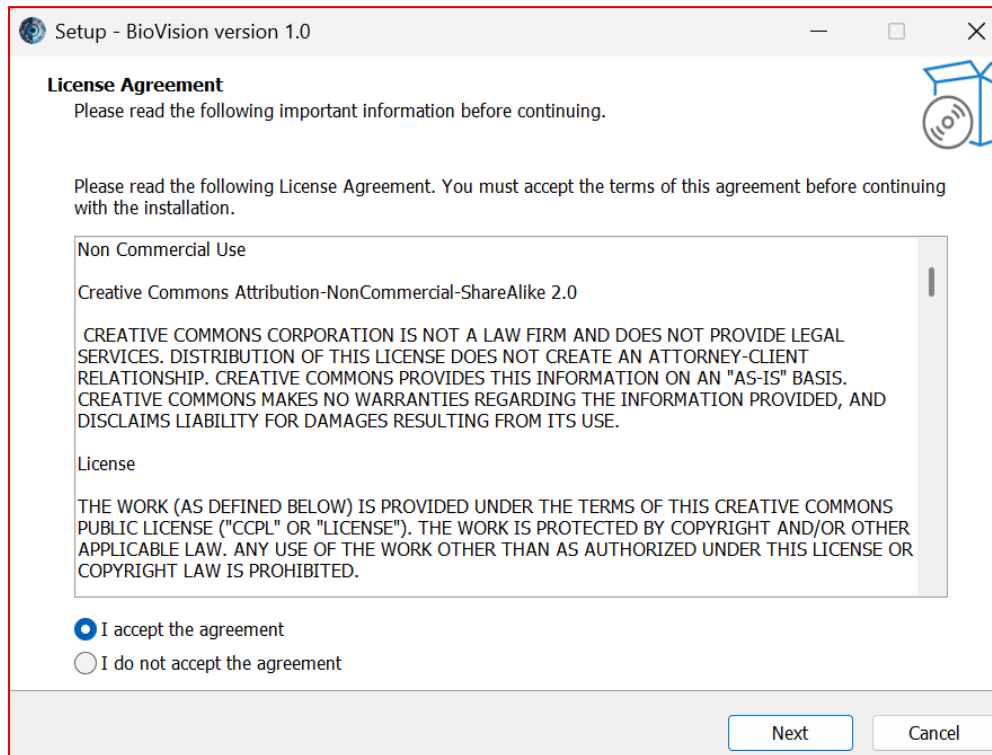 Setup - BioVision version 1.0
License Agreement
Please read the following important information before continuing.
Please read the following License Agreement. You must accept the terms of this agreement before continuing
with the installation.
Non Commercial Use
Creative Commons Attribution-NonCommercial-ShareAlike 2.0
CREATIVE COMMONS CORPORATION IS NOT A LAW FIRM AND DOES NOT PROVIDE LEGAL
SERVICES. DISTRIBUTION OF THIS LICENSE DOES NOT CREATE AN ATTORNEY-CLIENT
RELATIONSHIP. CREATIVE COMMONS PROVIDES THIS INFORMATION ON AN "AS-IS" BASIS.
CREATIVE COMMONS MAKES NO WARRANTIES REGARDING THE INFORMATION PROVIDED, AND
DISCLAIMS LIABILITY FOR DAMAGES RESULTING FROM ITS USE.
License
THE WORK (AS DEFINED BELOW) IS PROVIDED UNDER THE TERMS OF THIS CREATIVE COMMONS
PUBLIC LICENSE ("CCPL" OR "LICENSE"). THE WORK IS PROTECTED BY COPYRIGHT AND/OR OTHER
APPLICABLE LAW. ANY USE OF THE WORK OTHER THAN AS AUTHORIZED UNDER THIS LICENSE OR
COPYRIGHT LAW IS PROHIBITED.
I accept the agreement
I do not accept the agreement
Next
Cancel